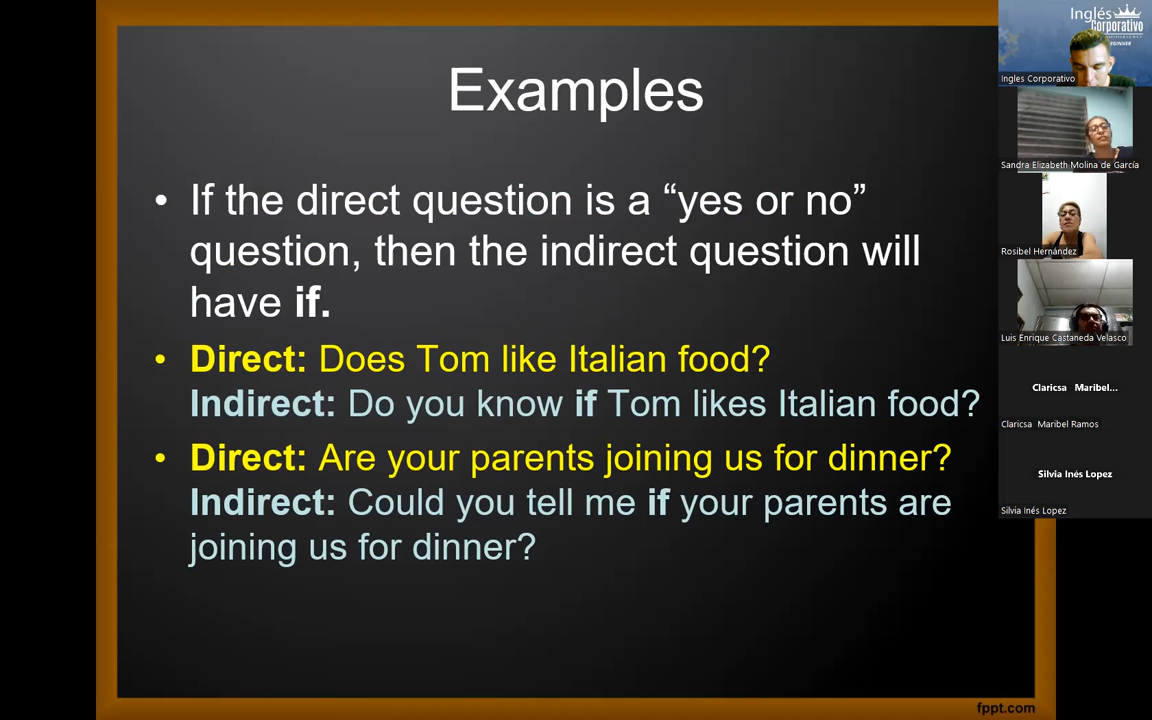 Examples
• If the direct question is a “yes or no”
question, then the indirect question will
have if.
• Direct: Does Tom like Italian food?
Indirect: Do you know if Tom likes Italian food?
• Direct: Are your parents joining us for dinner?
Indirect: Could you tell me if your parents are
joining us for dinner?
fppt.com
Inglés
Corporativo
Ingles Corporativo
Sandra Elizabeth Molina de García
Rosibel Hernández
Luis Enrique Castaneda Velasco
Claricsa Maribel...
Claricsa Maribel Ramos
Silvia Inés Lopez
Silvia Inés Lopez